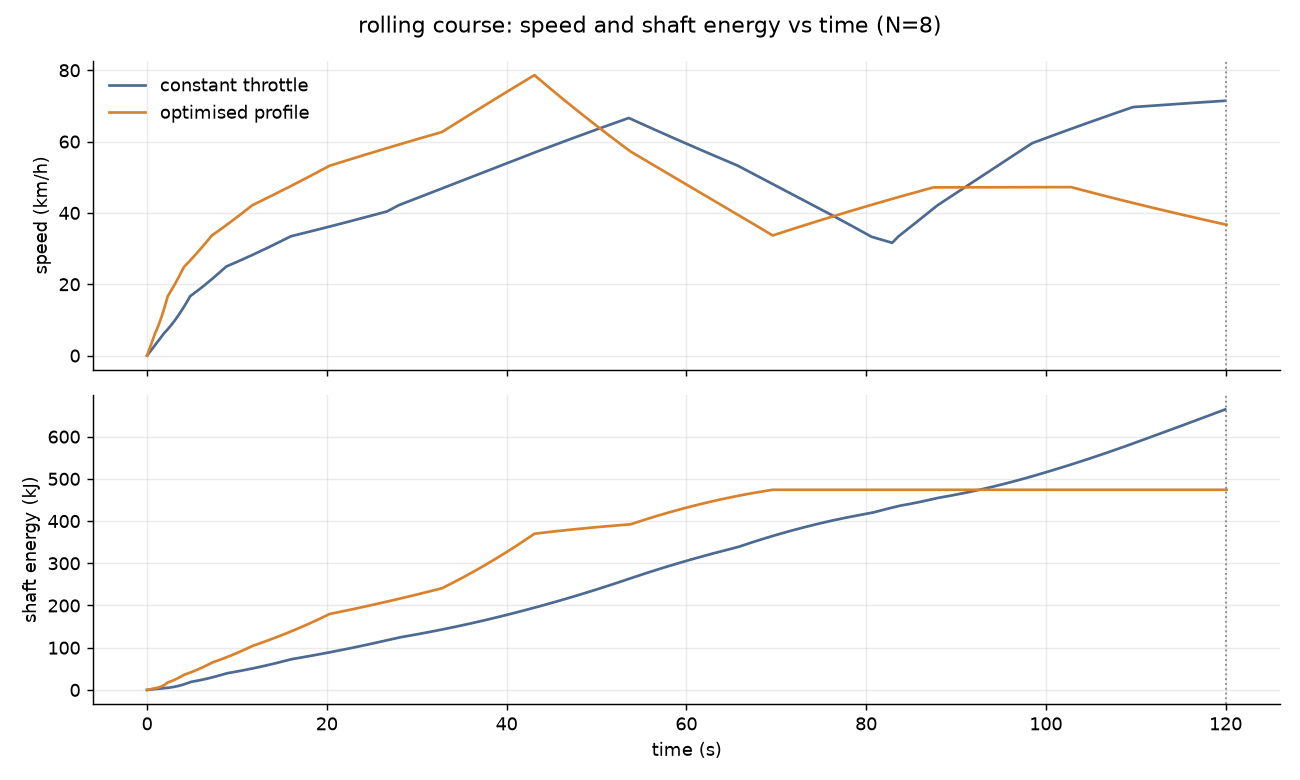 rolling course: speed and shaft energy vs time (N=8)
80
60
40
20
0
speed (km/h)
constant throttle
optimised profile
600
500
400
300
200
100
0
shaft energy (kJ)
0 20 40 60 80 100 120
time (s)